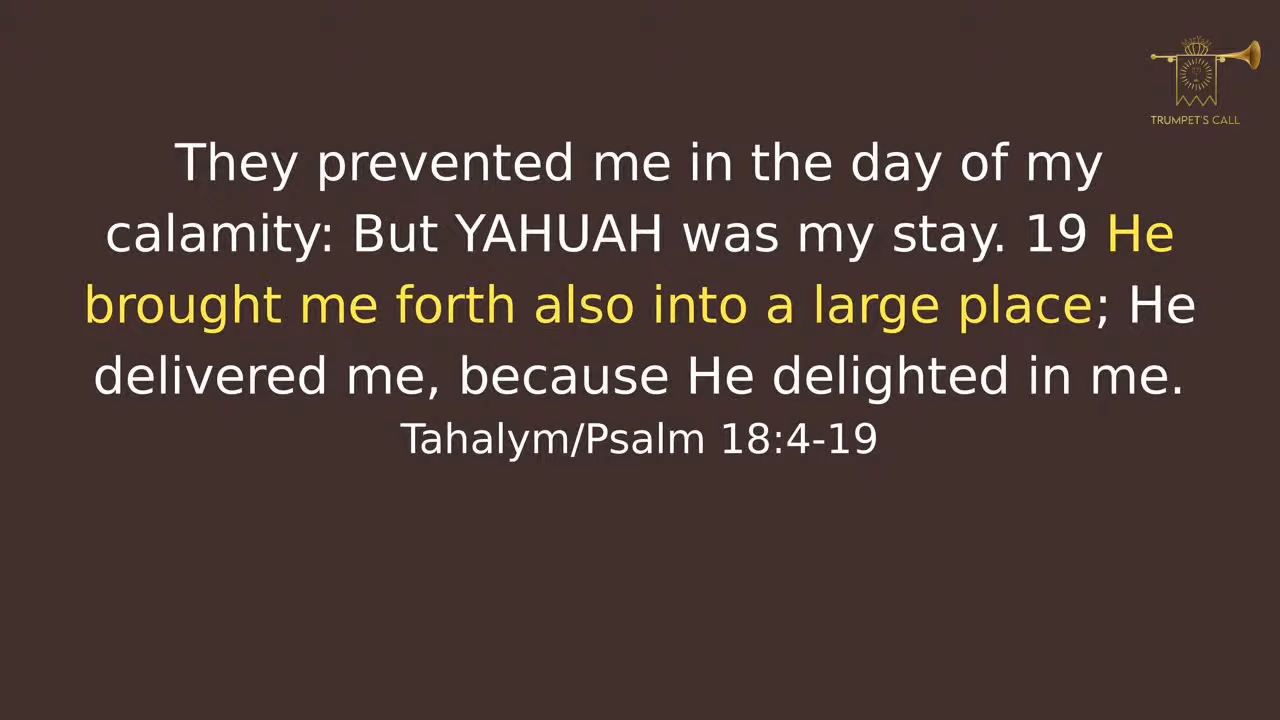 TRUMPET'S CALL
They prevented me in the day of my
calamity: But YAHUAH was my stay. 19 He
brought me forth also into a large place; He
delivered me, because He delighted in me.
Tahalym/Psalm 18:4-19